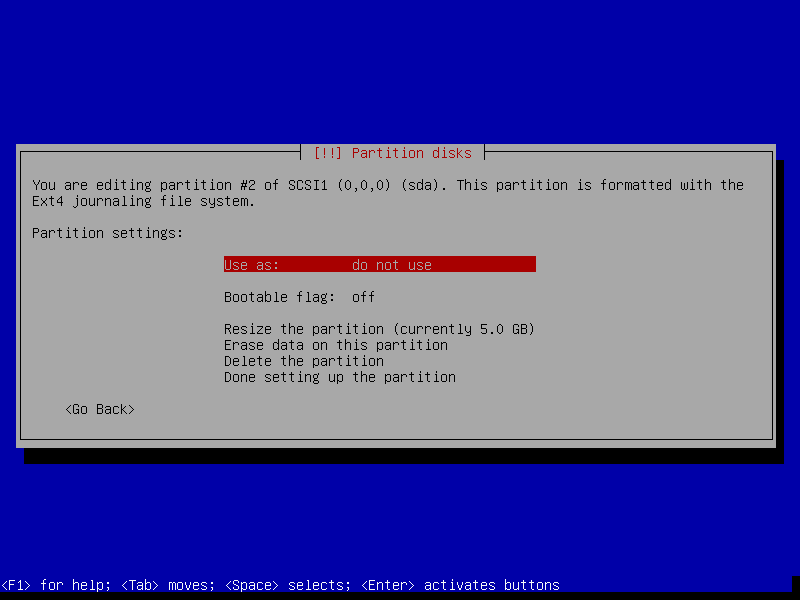 [!!] Partition disks
You are editing partition #2 of SCSI1 (0,0,0) (sda). This partition is formatted with the
Ext4 journaling file system.
Partition settings:
Use as: do not use
Bootable flag: off
Resize the partition (currently 5.0 GB)
Erase data on this partition
Delete the partition
Done setting up the partition
<Go Back>
<F1> for help; <Tab> moves; <Space> selects; <Enter> activates buttons